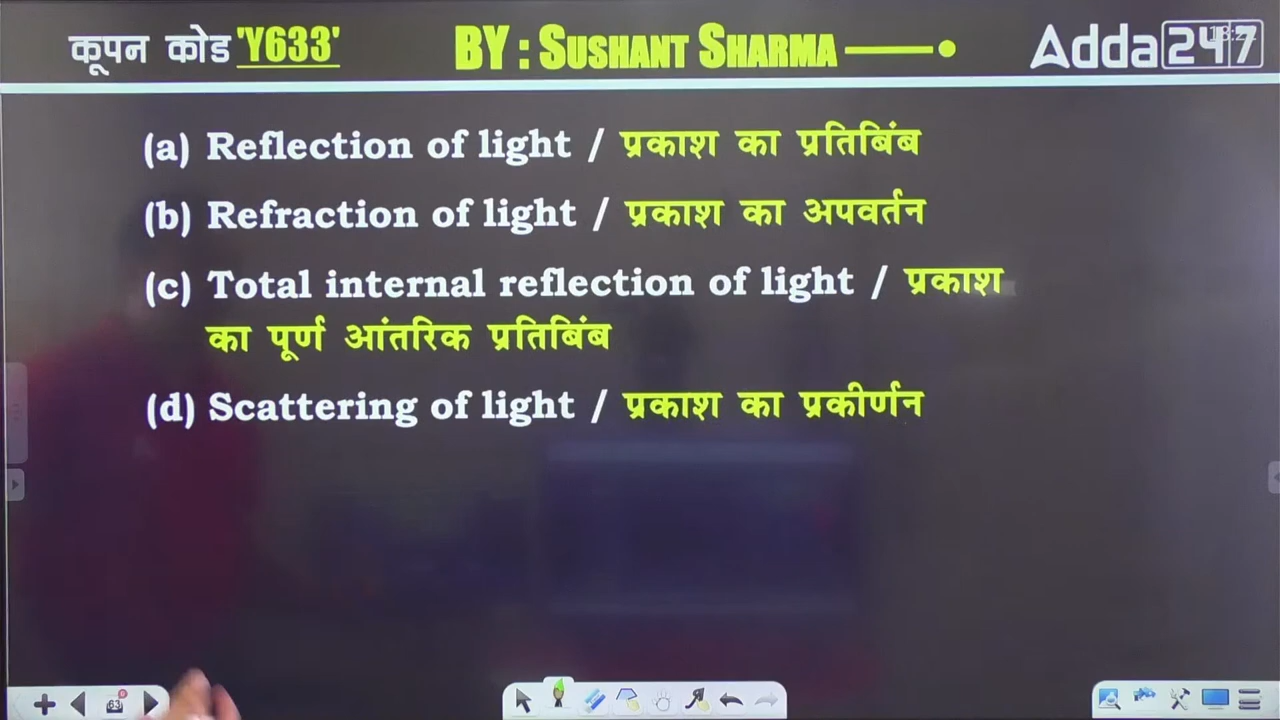 कूपन कोड 'Y633' BY : SUSHANT SHARMA Adda247
(a) Reflection of light / प्रकाश का प्रतिबिंब
(b) Refraction of light / प्रकाश का अपवर्तन
(c) Total internal reflection of light / प्रकाश
का पूर्ण आंतरिक प्रतिबिंब
(d) Scattering of light / प्रकाश का प्रकीर्णन
63